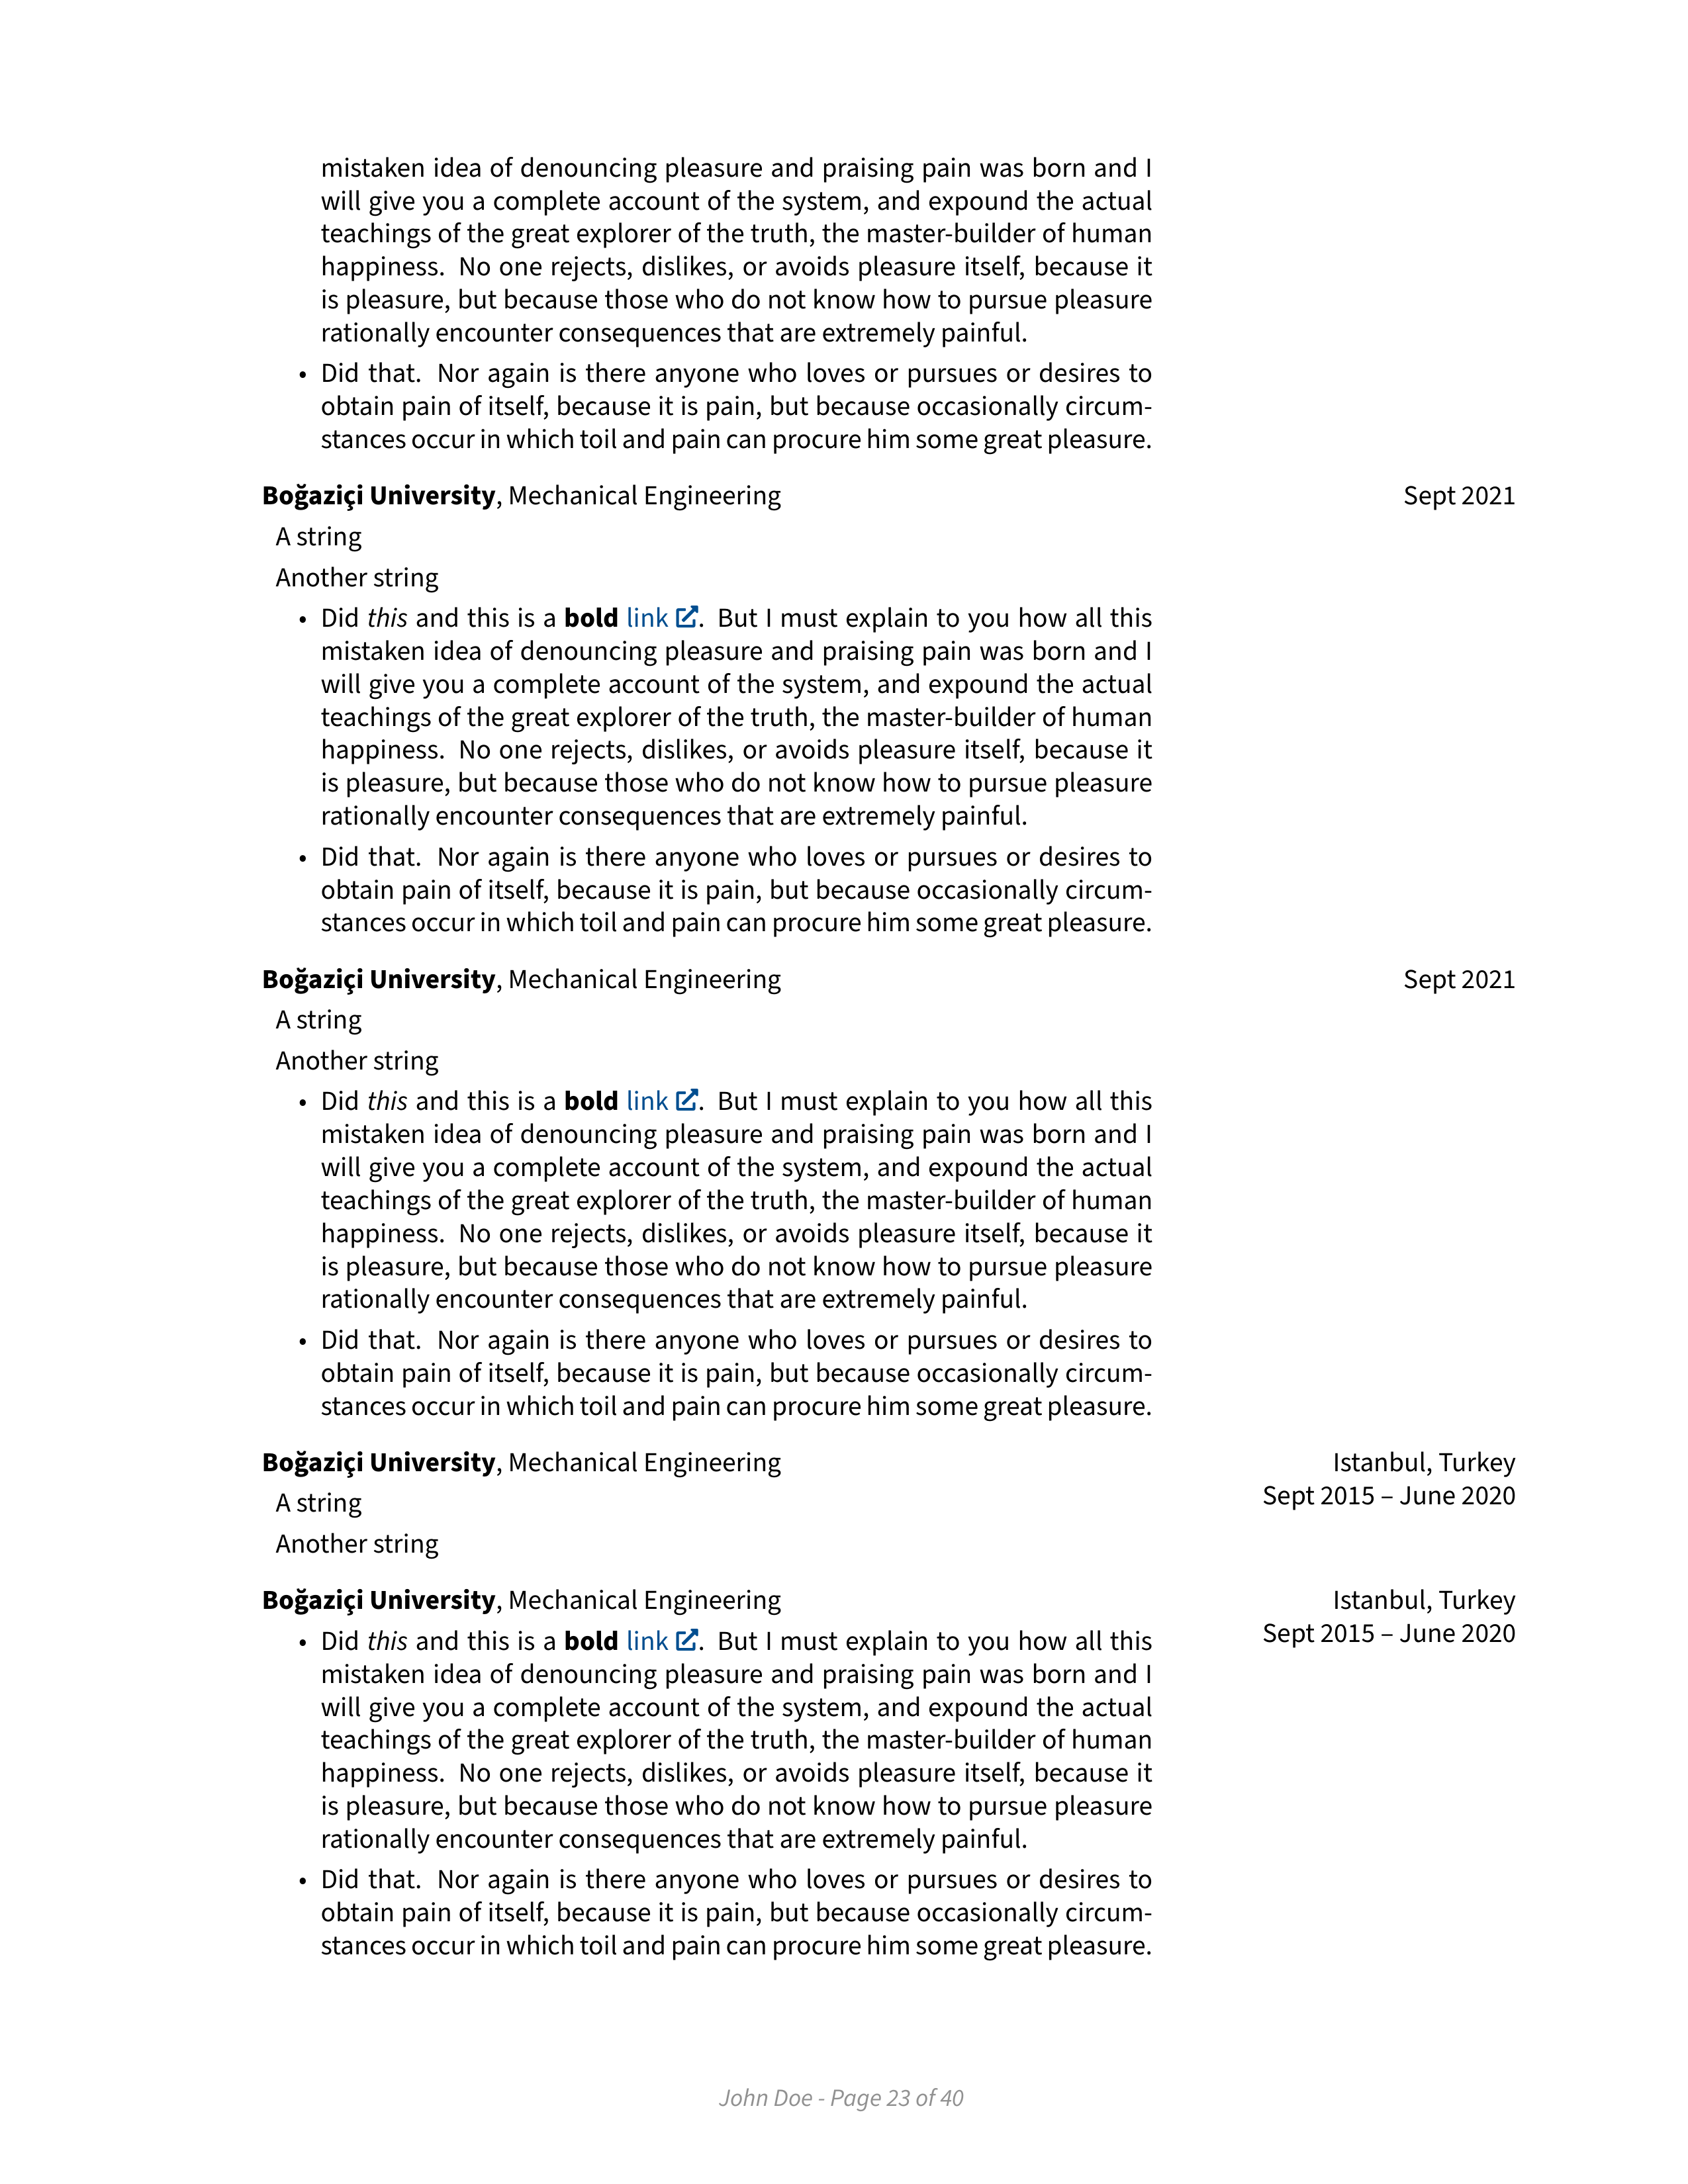 mistaken idea of denouncing pleasure and praising pain was born and I
will give you a complete account of the system, and expound the actual
teachings of the great explorer of the truth, the master-builder of human
happiness. No one rejects, dislikes, or avoids pleasure itself, because it
is pleasure, but because those who do not know how to pursue pleasure
rationally encounter consequences that are extremely painful.
• Did that. Nor again is there anyone who loves or pursues or desires to
obtain pain of itself, because it is pain, but because occasionally circum-
stances occur in which toil and pain can procure him some great pleasure.
Boğaziçi University, Mechanical Engineering Sept 2021
A string
Another string
• Did this and this is a bold link. But I must explain to you how all this
mistaken idea of denouncing pleasure and praising pain was born and I
will give you a complete account of the system, and expound the actual
teachings of the great explorer of the truth, the master-builder of human
happiness. No one rejects, dislikes, or avoids pleasure itself, because it
is pleasure, but because those who do not know how to pursue pleasure
rationally encounter consequences that are extremely painful.
• Did that. Nor again is there anyone who loves or pursues or desires to
obtain pain of itself, because it is pain, but because occasionally circum-
stances occur in which toil and pain can procure him some great pleasure.
Boğaziçi University, Mechanical Engineering Sept 2021
A string
Another string
• Did this and this is a bold link. But I must explain to you how all this
mistaken idea of denouncing pleasure and praising pain was born and I
will give you a complete account of the system, and expound the actual
teachings of the great explorer of the truth, the master-builder of human
happiness. No one rejects, dislikes, or avoids pleasure itself, because it
is pleasure, but because those who do not know how to pursue pleasure
rationally encounter consequences that are extremely painful.
• Did that. Nor again is there anyone who loves or pursues or desires to
obtain pain of itself, because it is pain, but because occasionally circum-
stances occur in which toil and pain can procure him some great pleasure.
Boğaziçi University, Mechanical Engineering Istanbul, Turkey
Sept 2015 – June 2020
A string
Another string
Boğaziçi University, Mechanical Engineering Istanbul, Turkey
Sept 2015 – June 2020
• Did this and this is a bold link. But I must explain to you how all this
mistaken idea of denouncing pleasure and praising pain was born and I
will give you a complete account of the system, and expound the actual
teachings of the great explorer of the truth, the master-builder of human
happiness. No one rejects, dislikes, or avoids pleasure itself, because it
is pleasure, but because those who do not know how to pursue pleasure
rationally encounter consequences that are extremely painful.
• Did that. Nor again is there anyone who loves or pursues or desires to
obtain pain of itself, because it is pain, but because occasionally circum-
stances occur in which toil and pain can procure him some great pleasure.
John Doe - Page 23 of 40